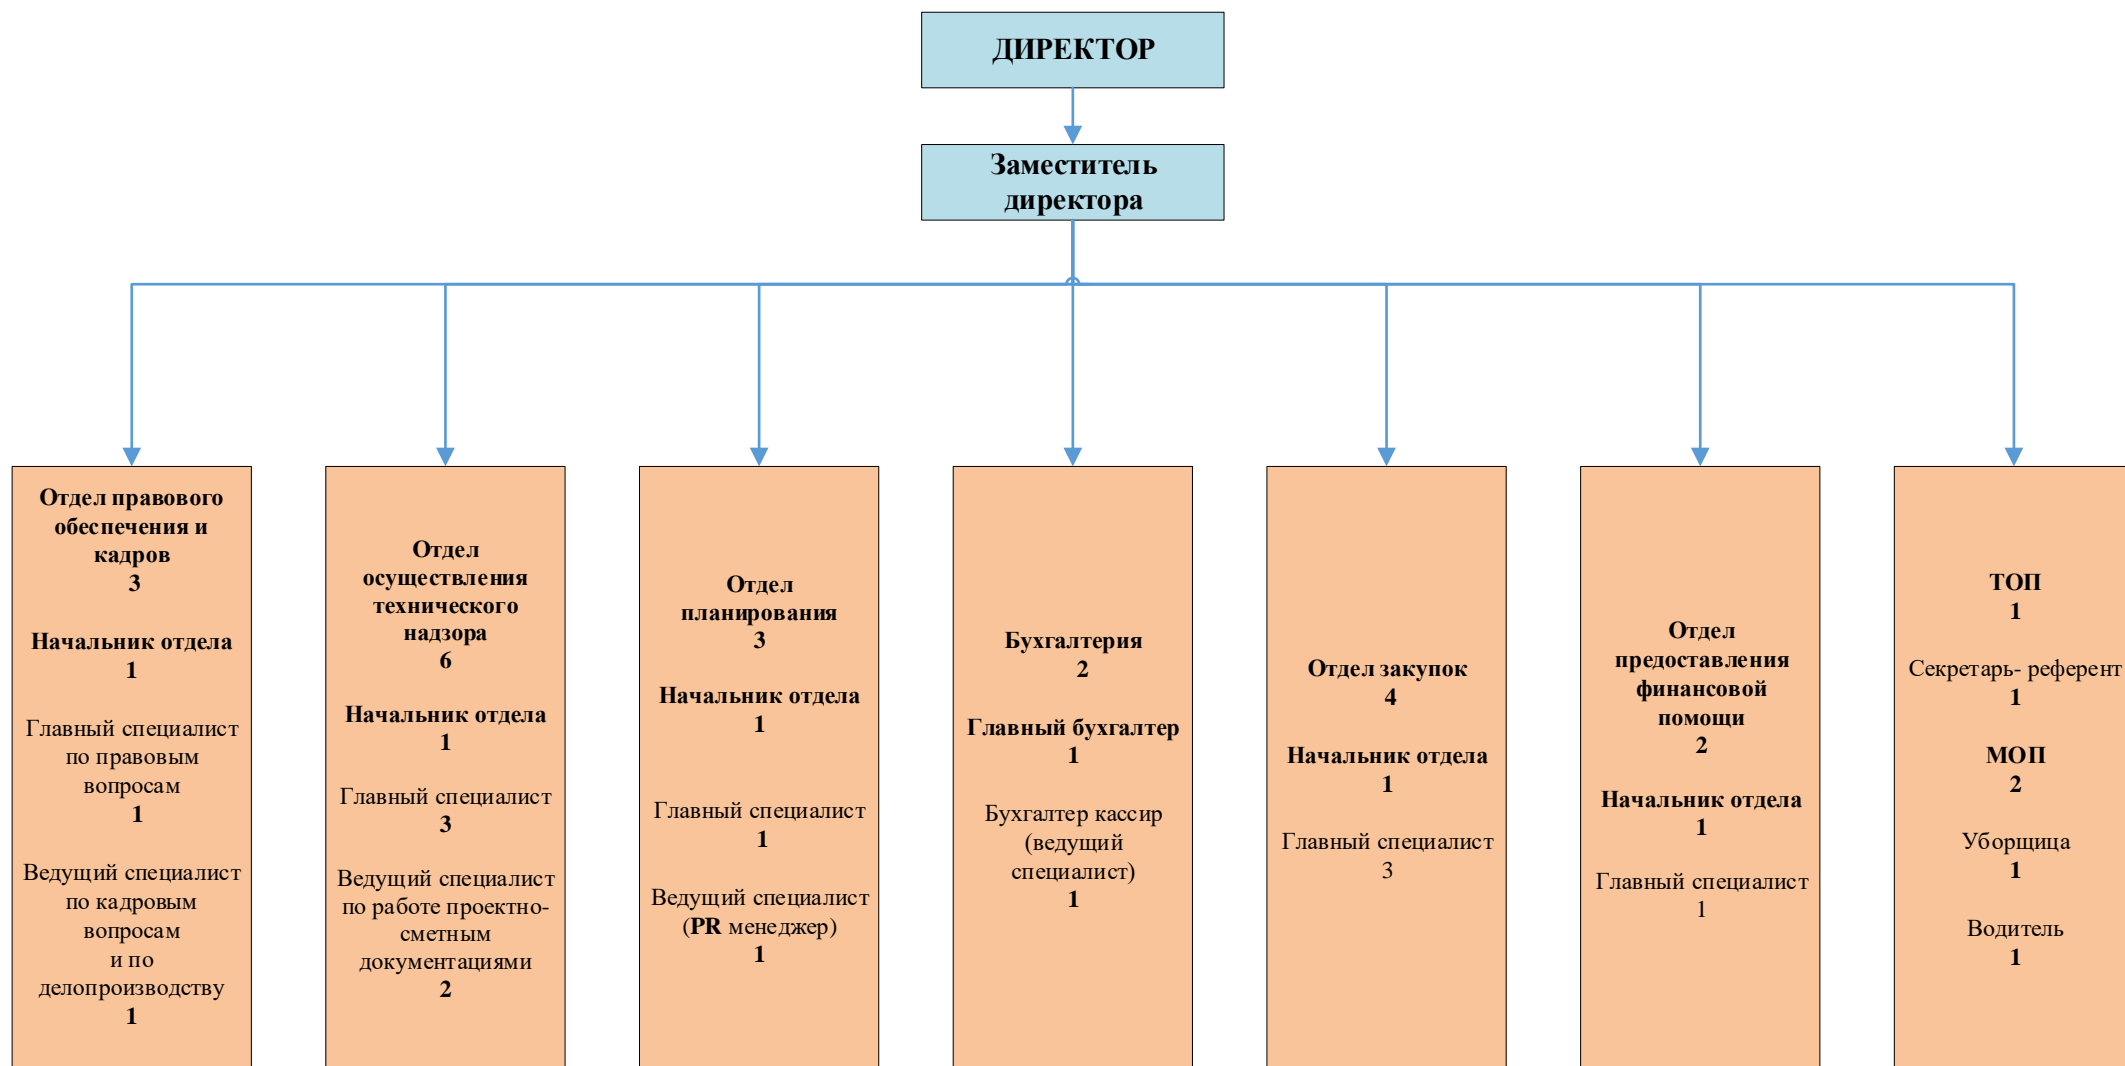 ДИРЕКТОР
Заместитель
директора
Отдел правового
обеспечения и
кадров
3
Начальник отдела
1
Главный специалист
по правовым
вопросам
1
Ведущий специалист
по кадровым
вопросам
и по
делопроизводству
1
Отдел
осуществления
технического
надзора
6
Начальник отдела
1
Главный специалист
3
Ведущий специалист
по работе проектно-
сметным
документациями
2
Отдел
планирования
3
Начальник отдела
1
Главный специалист
1
Ведущий специалист
(PR менеджер)
1
Бухгалтерия
2
Главный бухгалтер
1
Бухгалтер кассир
(ведущий
специалист)
1
Отдел закупок
4
Начальник отдела
1
Главный специалист
3
Отдел
предоставления
финансовой
помощи
2
Начальник отдела
1
Главный специалист
1
ТОП
1
Секретарь- референт
1
МОП
2
Уборщица
1
Водитель
1